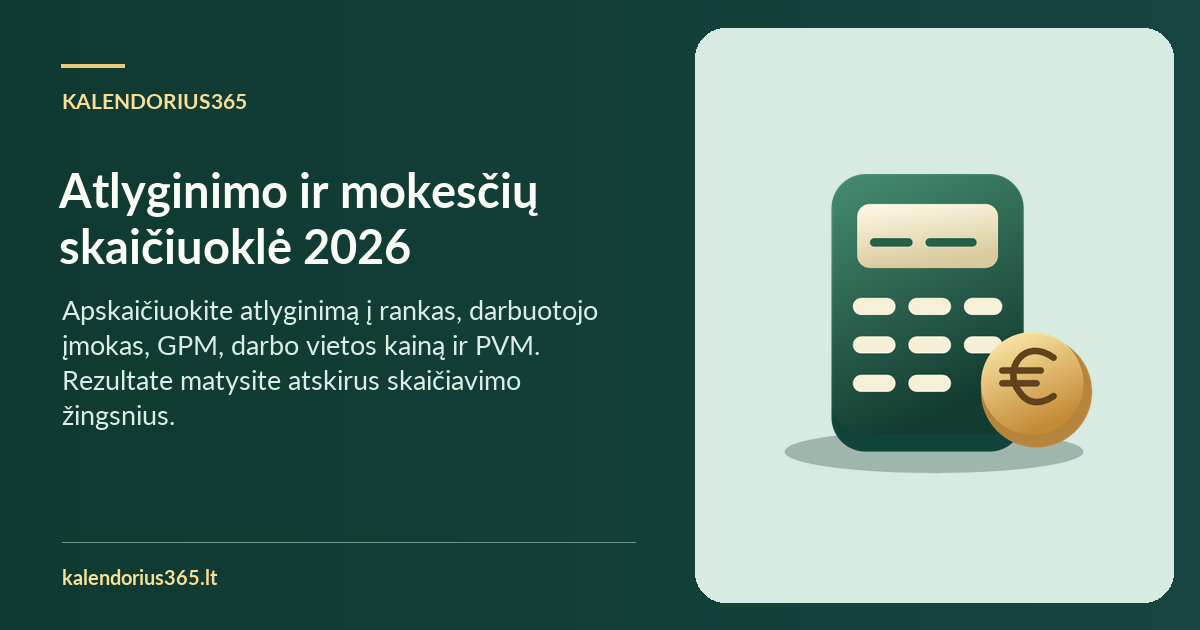 KALENDORIUS365
Atlyginimo ir mokesčių
skaičiuoklė 2026
Apskaičiuokite atlyginimą į rankas, darbuotojo
įmokas, GPM, darbo vietos kainą ir PVM.
Rezultate matysite atskirus skaičiavimo
žingsnius.
kalendorius365.lt
€